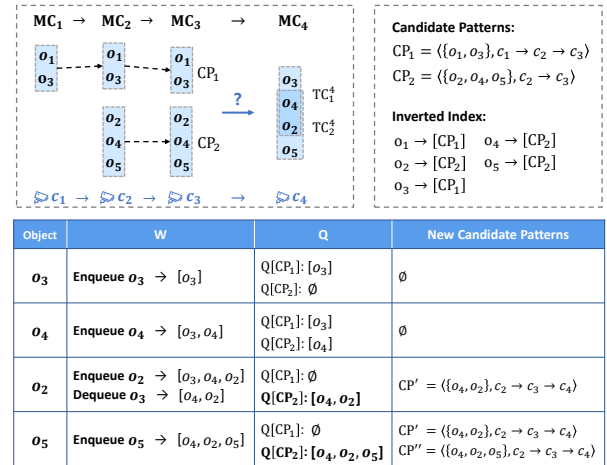 MC₁ → MC₂ → MC₃ → MC₄
o₁
o₃
o₁
o₃
o₁
o₃
CP₁
o₂
o₄
o₅
o₂
o₄
o₅
CP₂
?
o₃
o₄
o₂
o₅
TC₁⁴
TC₂⁴
c₁ → c₂ → c₃ → c₄
Candidate Patterns:
CP₁ = ⟨{o₁, o₃}, c₁ → c₂ → c₃⟩
CP₂ = ⟨{o₂, o₄, o₅}, c₂ → c₃⟩
Inverted Index:
o₁ → [CP₁] o₄ → [CP₂]
o₂ → [CP₂] o₅ → [CP₂]
o₃ → [CP₁]
Object W Q New Candidate Patterns
o₃
Enqueue o₃ → [o₃]
Q[CP₁]: [o₃]
Q[CP₂]: ∅
∅
o₄
Enqueue o₄ → [o₃, o₄]
Q[CP₁]: [o₃]
Q[CP₂]: [o₄]
∅
o₂
Enqueue o₂ → [o₃, o₄, o₂]
Dequeue o₃ → [o₄, o₂]
Q[CP₁]: ∅
Q[CP₂]: [o₄, o₂]
CP′ = ⟨{o₄, o₂}, c₂ → c₃ → c₄⟩
o₅
Enqueue o₅ → [o₄, o₂, o₅]
Q[CP₁]: ∅
Q[CP₂]: [o₄, o₂, o₅]
CP′ = ⟨{o₄, o₂}, c₂ → c₃ → c₄⟩
CP″ = ⟨{o₄, o₂, o₅}, c₂ → c₃ → c₄⟩